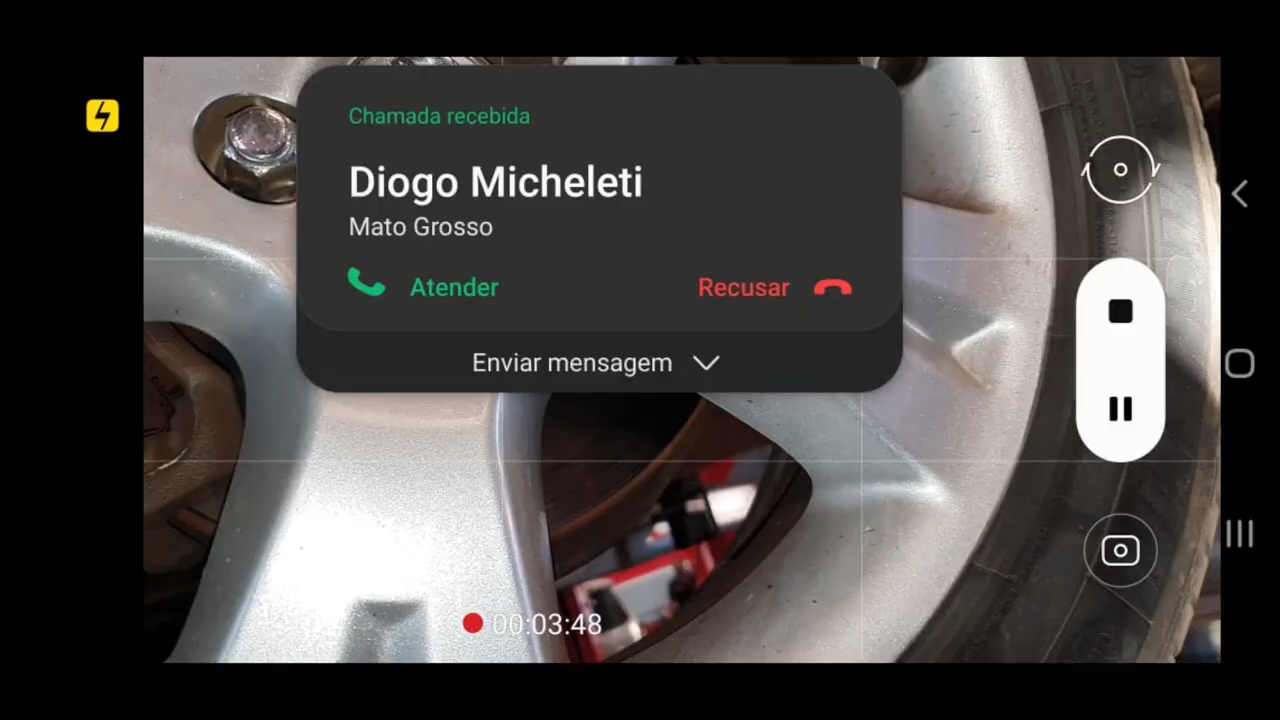 Chamada recebida
Diogo Micheleti
Mato Grosso
Atender
Recusar
Enviar mensagem
00:03:48